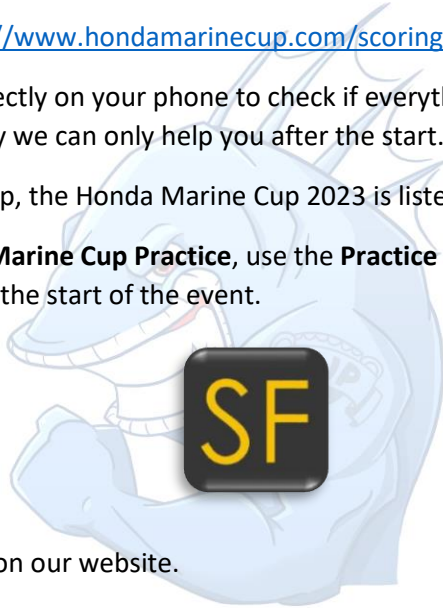 //www.hondamarinecup.com/scoring
ectly on your phone to check if everyth
y we can only help you after the start.
p, the Honda Marine Cup 2023 is liste
Marine Cup Practice, use the Practice
the start of the event.
SF
on our website.